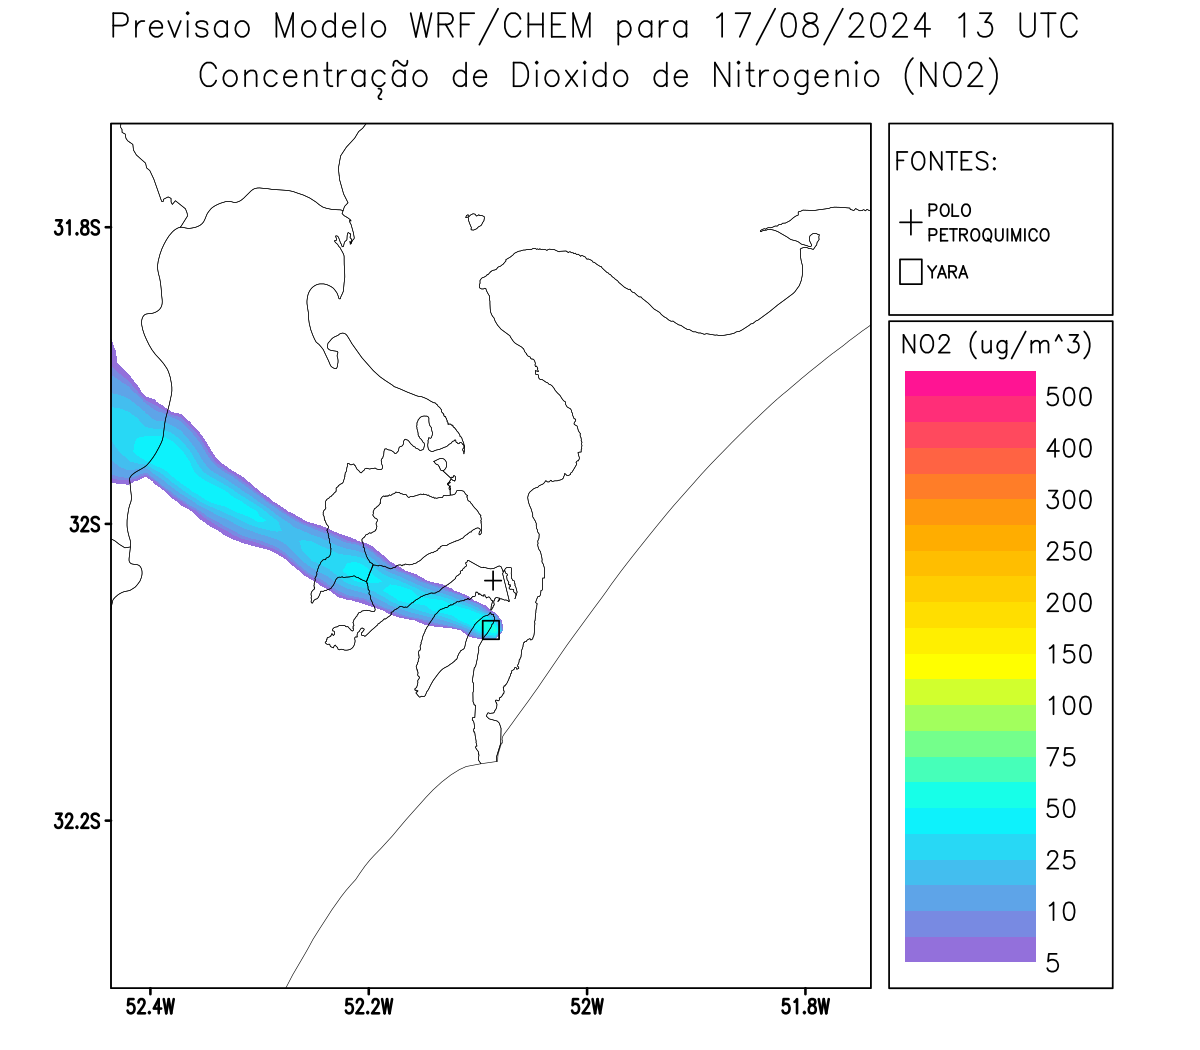 Previsao Modelo WRF/CHEM para 17/08/2024 13 UTC
Concentração de Dioxido de Nitrogenio (NO2)
FONTES:
POLO
PETROQUIMICO
YARA
31.8S
32S
32.2S
52.4W
52.2W
52W
51.8W
NO2 (ug/m^3)
500
400
300
250
200
150
100
75
50
25
10
5